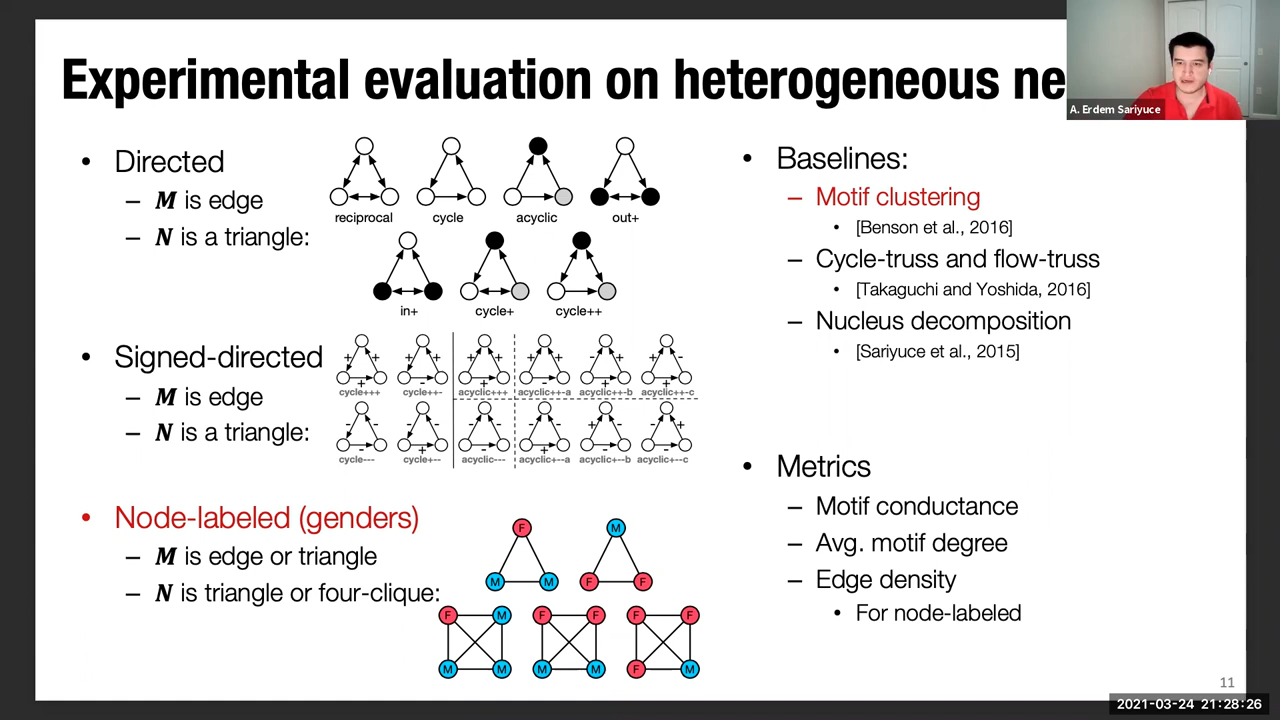 Experimental evaluation on heterogeneous ne
A. Erdem Sariyuce
• Directed
– M is edge
– N is a triangle:
reciprocal cycle acyclic out+
in+ cycle+ cycle++
• Signed-directed
– M is edge
– N is a triangle:
+ + + + + + + + - + + -
+ - + - + +
cycle+++ cycle++- acyclic+++ acyclic++-a acyclic++-b acyclic++-c
- - - - - - - - + - - +
- + - + - -
cycle--- cycle+-- acyclic--- acyclic+--a acyclic+--b acyclic+--c
• Node-labeled (genders)
– M is edge or triangle
– N is triangle or four-clique:
F M
M M F F
F M F F F F
M M M M F M
• Baselines:
– Motif clustering
• [Benson et al., 2016]
– Cycle-truss and flow-truss
• [Takaguchi and Yoshida, 2016]
– Nucleus decomposition
• [Sariyuce et al., 2015]
• Metrics
– Motif conductance
– Avg. motif degree
– Edge density
• For node-labeled
11
2021-03-24 21:28:26